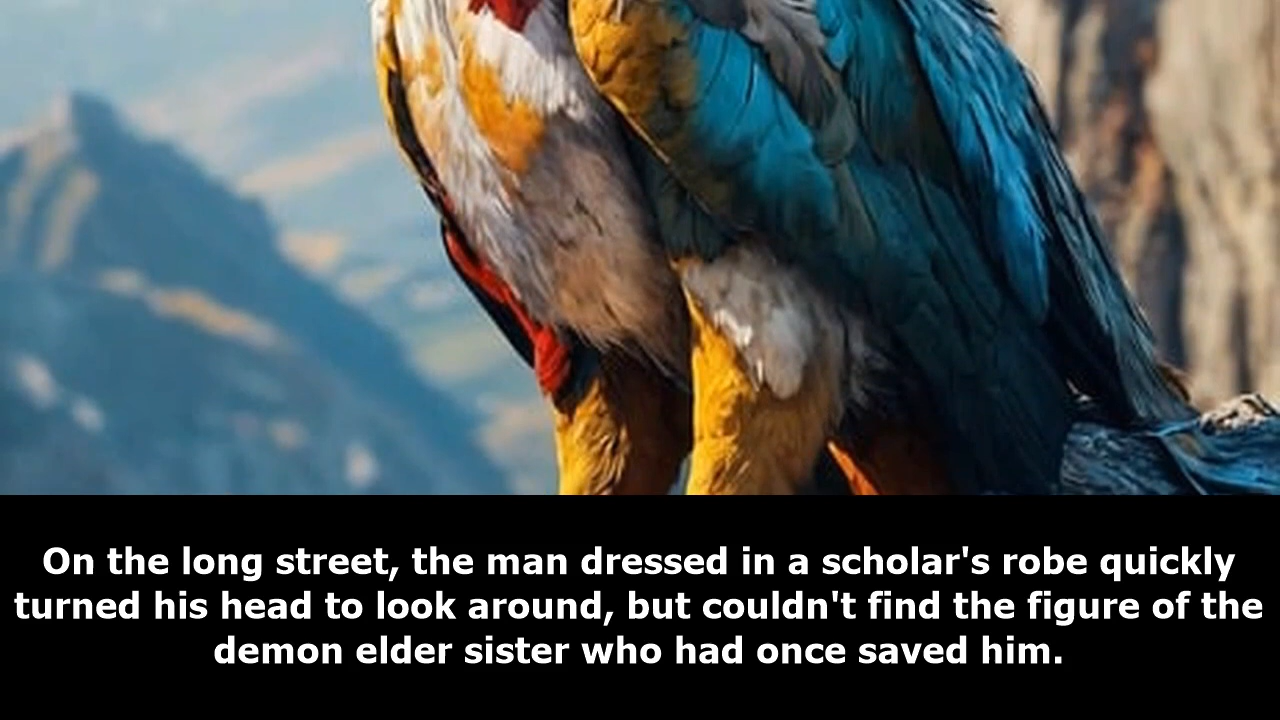 On the long street, the man dressed in a scholar's robe quickly
turned his head to look around, but couldn't find the figure of the
demon elder sister who had once saved him.